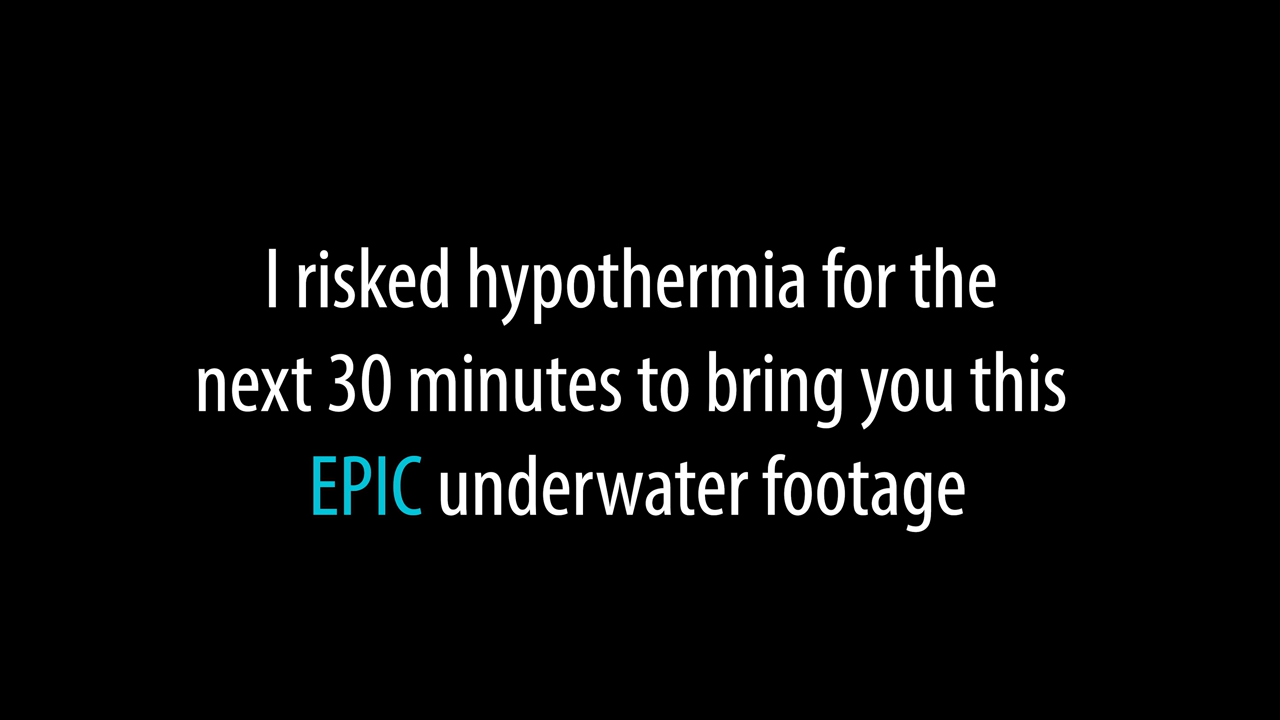 I risked hypothermia for the
next 30 minutes to bring you this
EPIC underwater footage